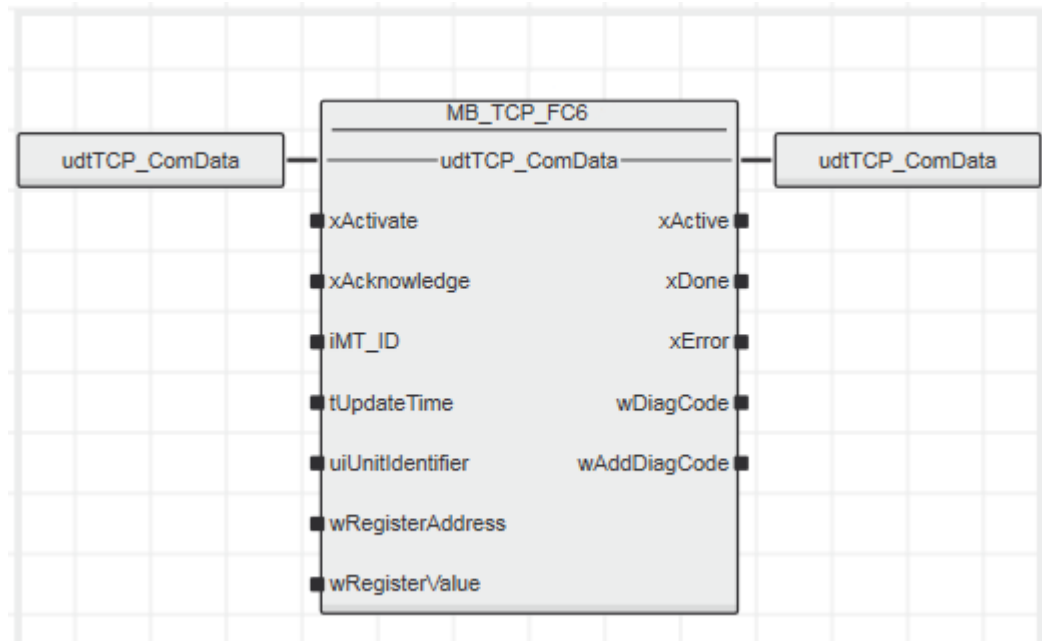 MB_TCP_FC6
udtTCP_ComData udtTCP_ComData udtTCP_ComData
xActivate xActive
xAcknowledge xDone
iMT_ID xError
tUpdateTime wDiagCode
uiUnitIdentifier wAddDiagCode
wRegisterAddress
wRegisterValue